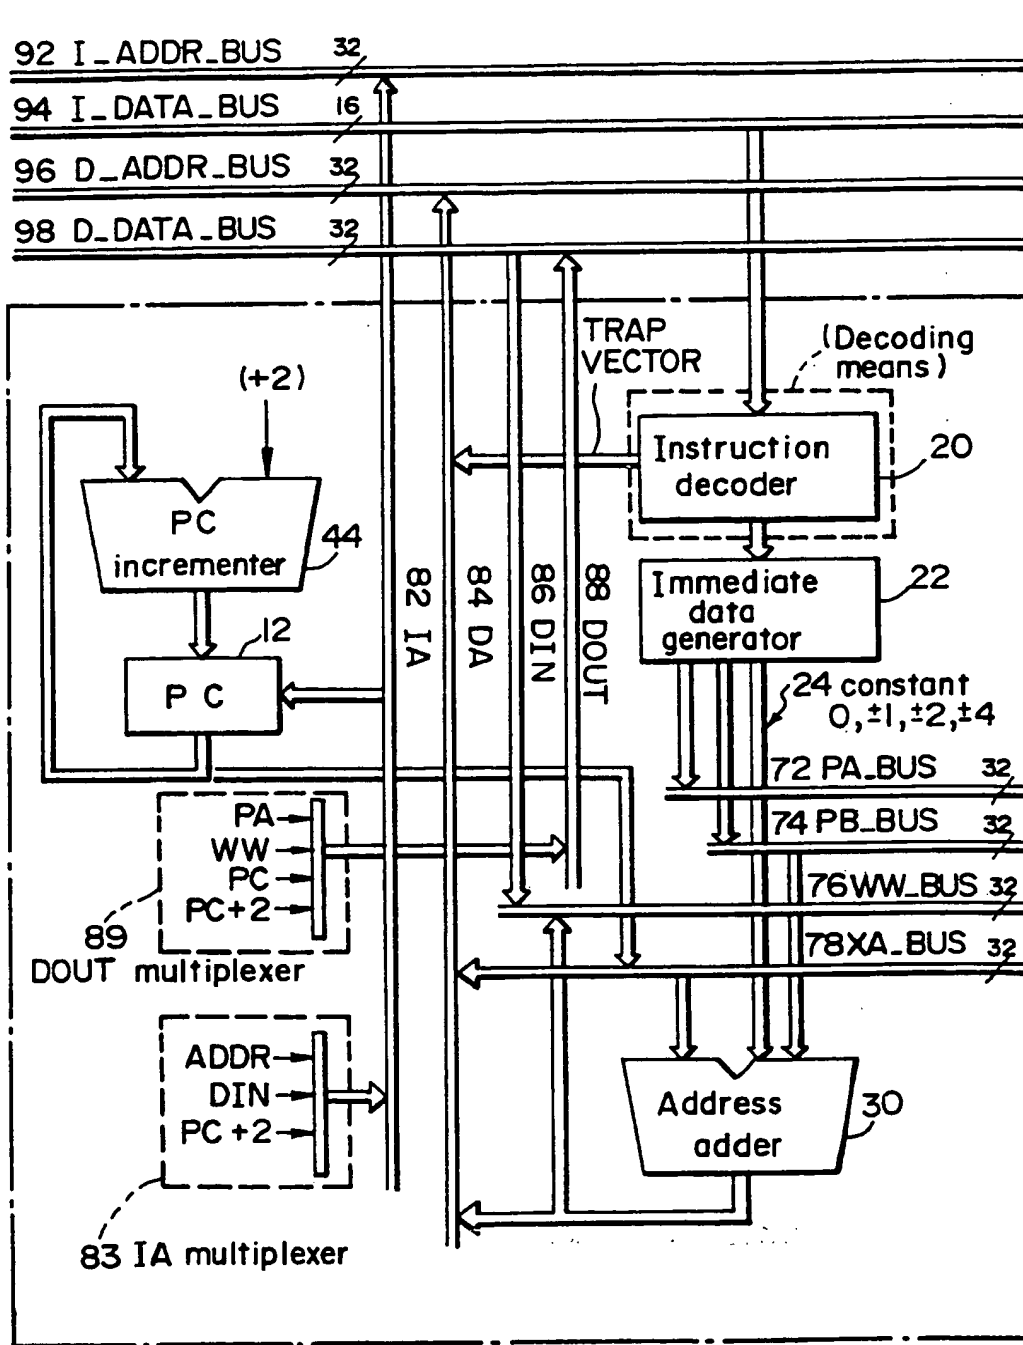 92 I_ADDR_BUS 32
94 I_DATA_BUS 16
96 D_ADDR_BUS 32
98 D_DATA_BUS 32
TRAP
VECTOR
(Decoding
means)
(+2)
Instruction
decoder
20
PC
incrementer
44
Immediate
data
generator
22
82 IA
84 DA
86 DIN
88 DOUT
12
PC
24 constant
0,±1,±2,±4
72 PA_BUS 32
74 PB_BUS 32
76 WW_BUS 32
78 XA_BUS 32
PA
WW
PC
PC+2
89
DOUT multiplexer
ADDR
DIN
PC+2
83 IA multiplexer
Address
adder
30